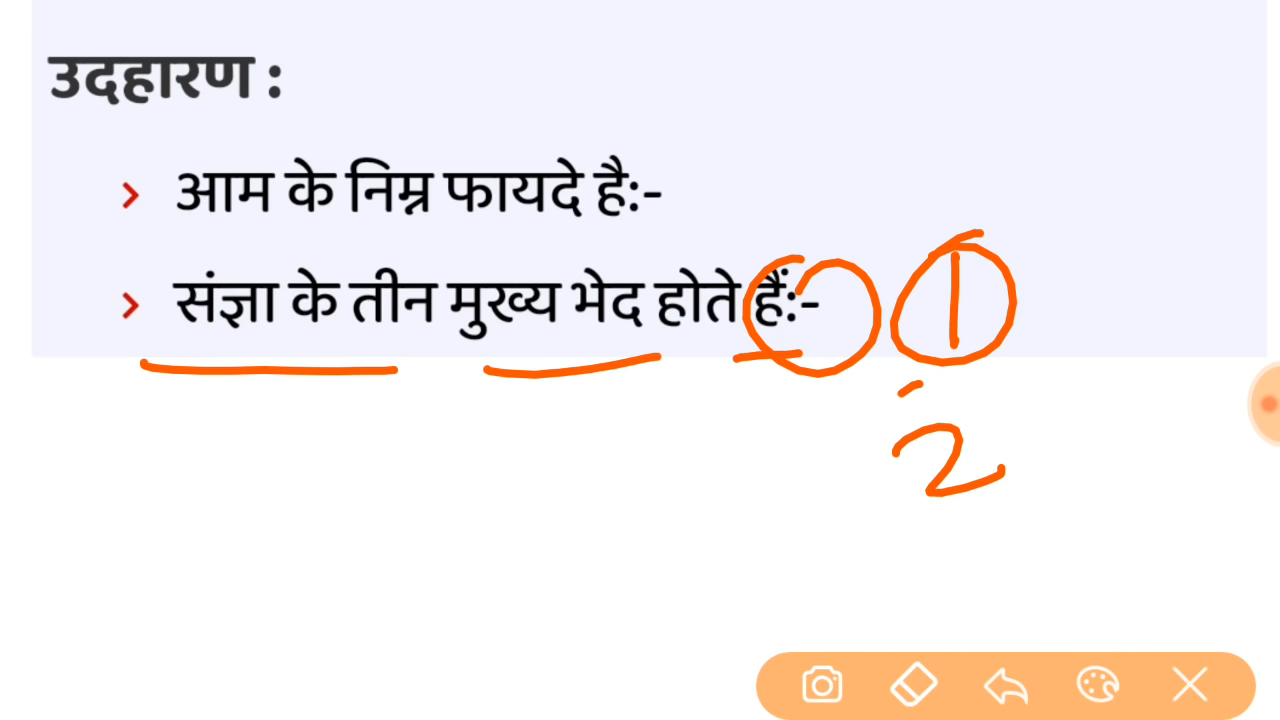 उदहारण :
› आम के निम्न फायदे है:-
› संज्ञा के तीन मुख्य भेद होते हैं:- 1
2